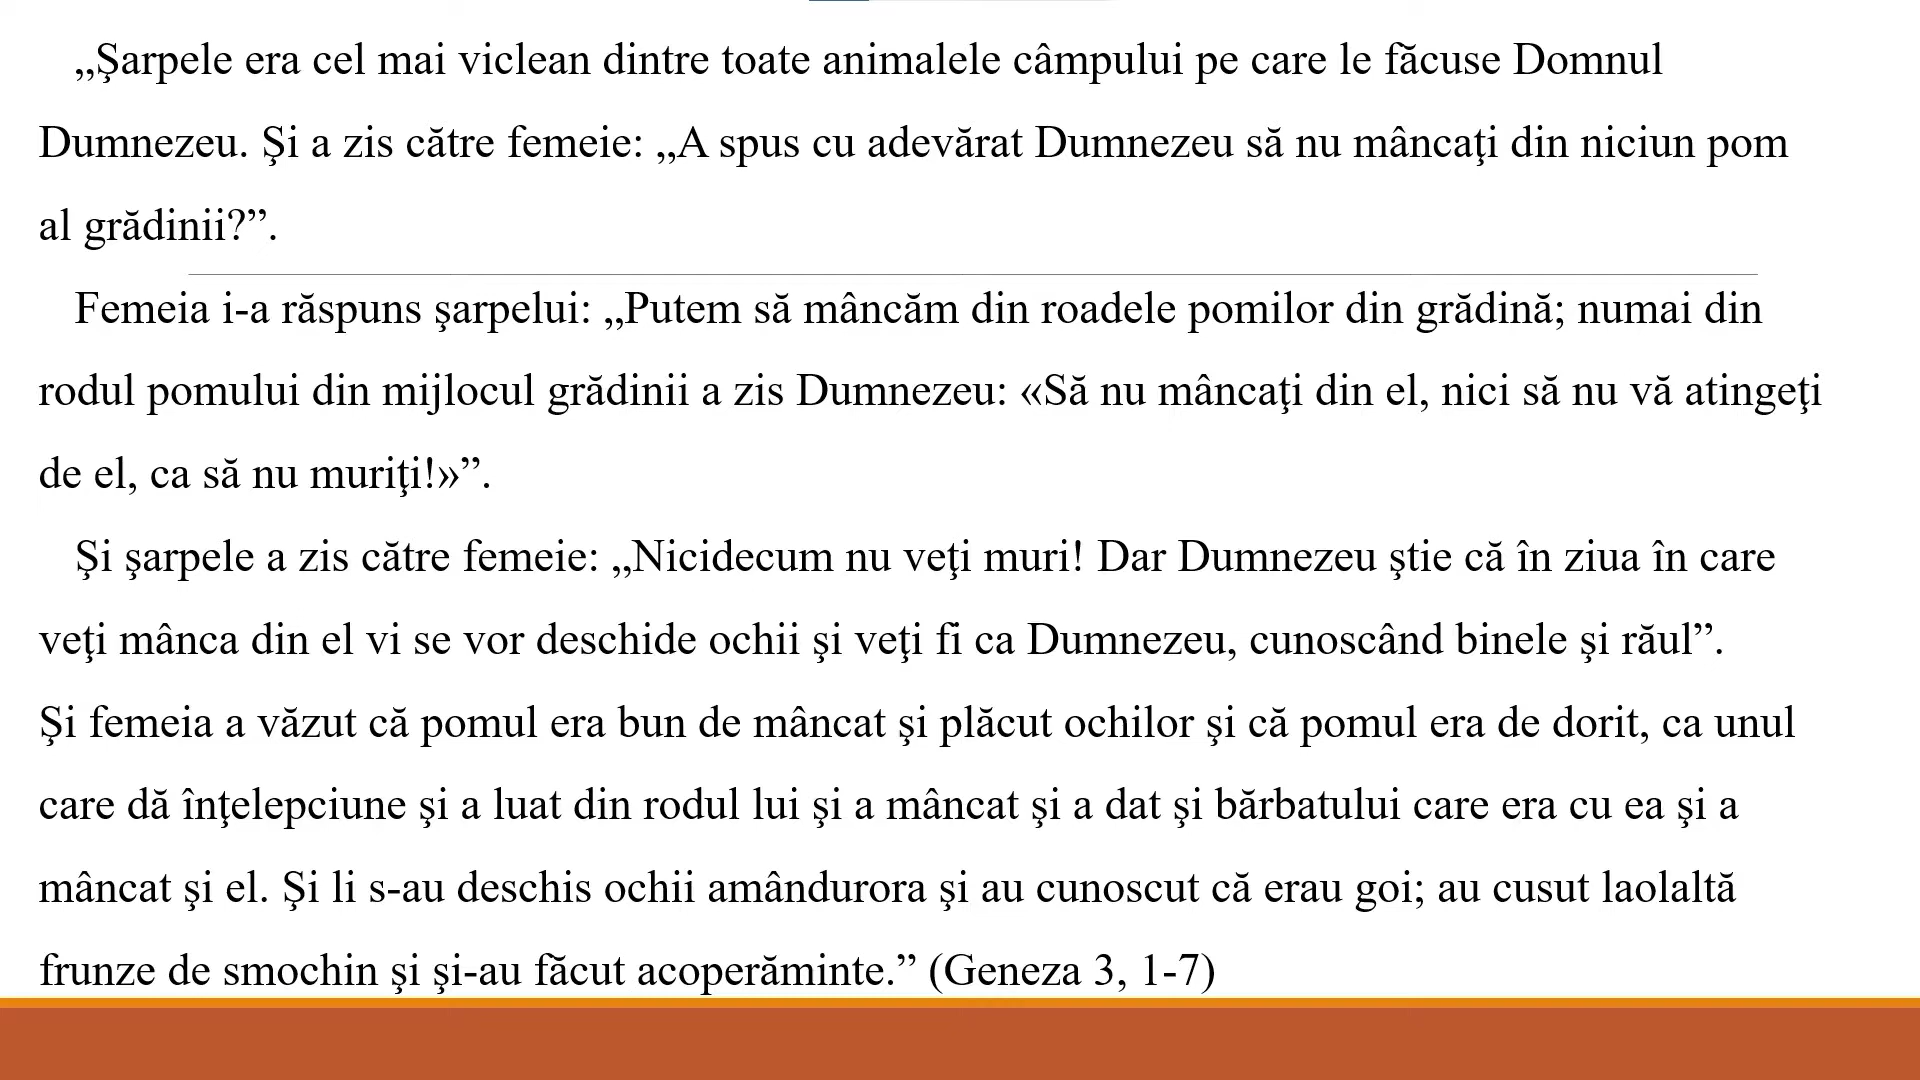 „Şarpele era cel mai viclean dintre toate animalele câmpului pe care le făcuse Domnul
Dumnezeu. Şi a zis către femeie: „A spus cu adevărat Dumnezeu să nu mâncaţi din niciun pom
al grădinii?”.
Femeia i-a răspuns şarpelui: „Putem să mâncăm din roadele pomilor din grădină; numai din
rodul pomului din mijlocul grădinii a zis Dumnezeu: «Să nu mâncaţi din el, nici să nu vă atingeţi
de el, ca să nu muriţi!»”.
Şi şarpele a zis către femeie: „Nicidecum nu veţi muri! Dar Dumnezeu ştie că în ziua în care
veţi mânca din el vi se vor deschide ochii şi veţi fi ca Dumnezeu, cunoscând binele şi răul”.
Şi femeia a văzut că pomul era bun de mâncat şi plăcut ochilor şi că pomul era de dorit, ca unul
care dă înţelepciune şi a luat din rodul lui şi a mâncat şi a dat şi bărbatului care era cu ea şi a
mâncat şi el. Şi li s-au deschis ochii amândurora şi au cunoscut că erau goi; au cusut laolaltă
frunze de smochin şi şi-au făcut acoperăminte.” (Geneza 3, 1-7)